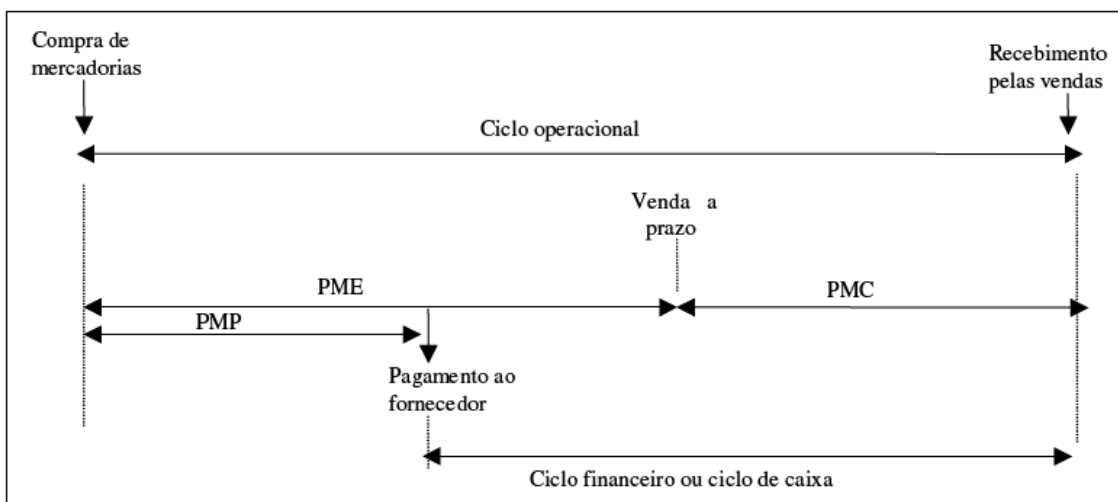 Compra de
mercadorias
Recebimento
pelas vendas
Ciclo operacional
Venda a
prazo
PME
PMC
PMP
Pagamento ao
fornecedor
Ciclo financeiro ou ciclo de caixa